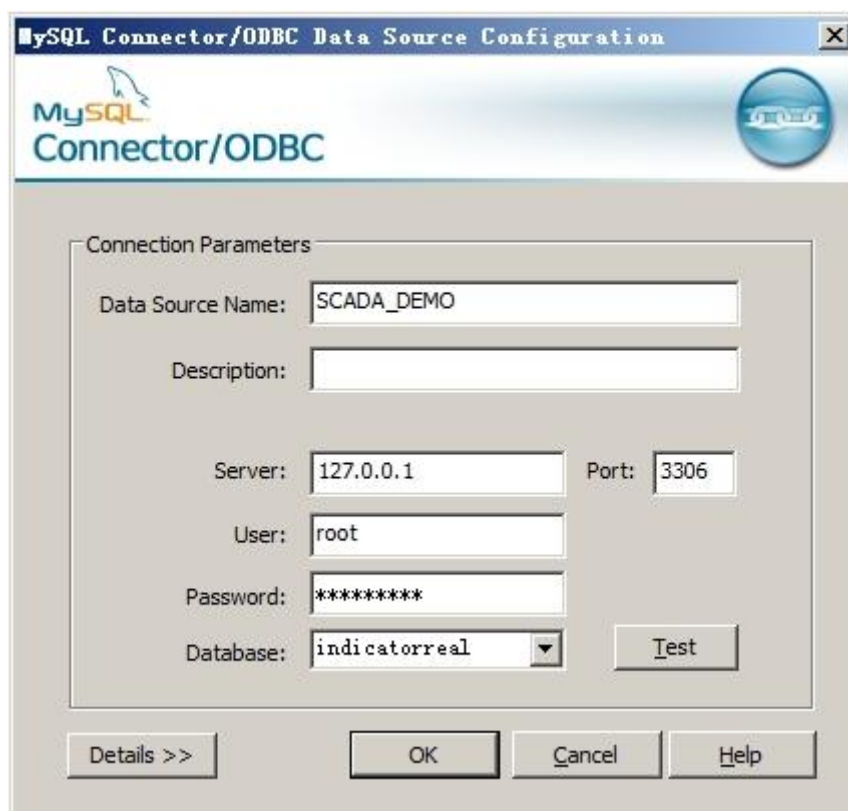 MySQL Connector/ODBC Data Source Configuration
MySQL
Connector/ODBC
Connection Parameters
Data Source Name: SCADA_DEMO
Description:
Server: 127.0.0.1 Port: 3306
User: root
Password: *********
Database: indicatorreal Test
Details >> OK Cancel Help